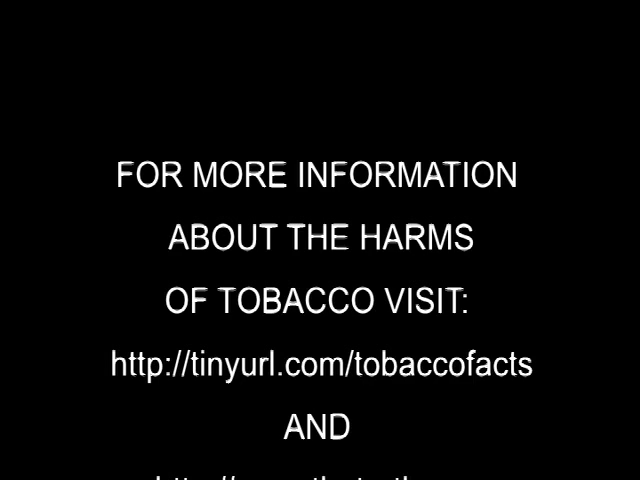 FOR MORE INFORMATION
ABOUT THE HARMS
OF TOBACCO VISIT:
http://tinyurl.com/tobaccofacts
AND